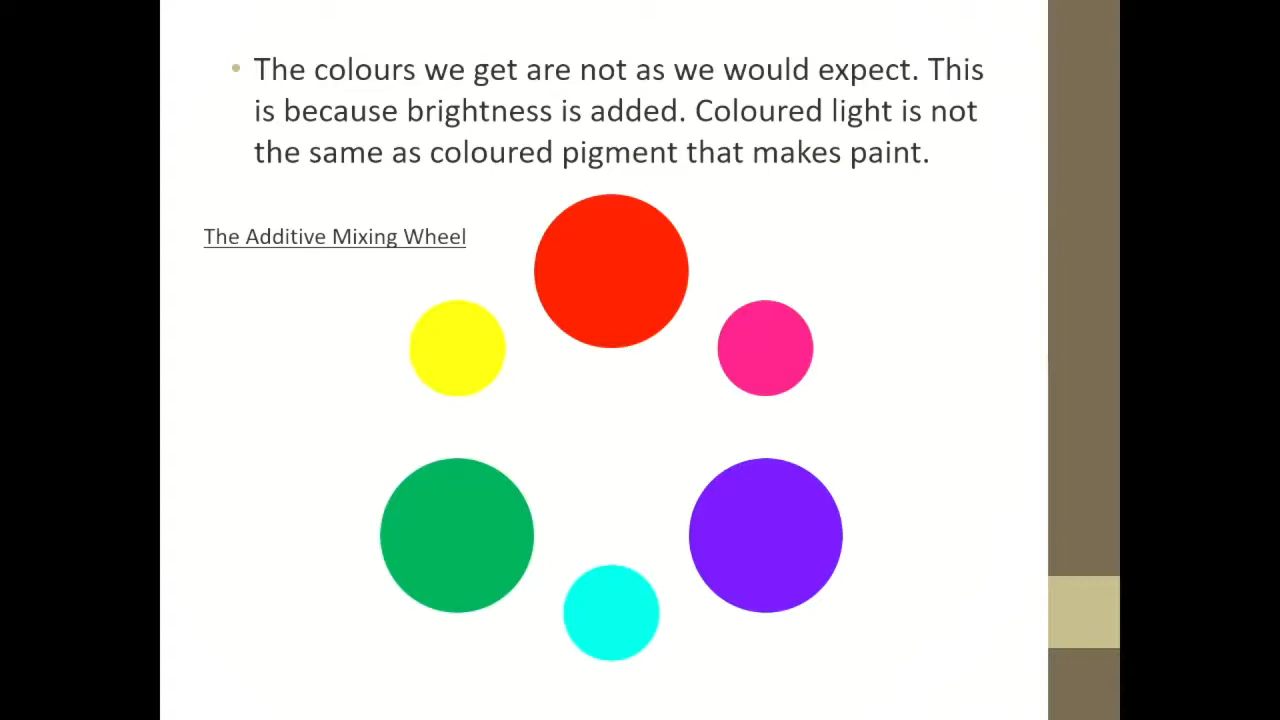 • The colours we get are not as we would expect. This
is because brightness is added. Coloured light is not
the same as coloured pigment that makes paint.
The Additive Mixing Wheel